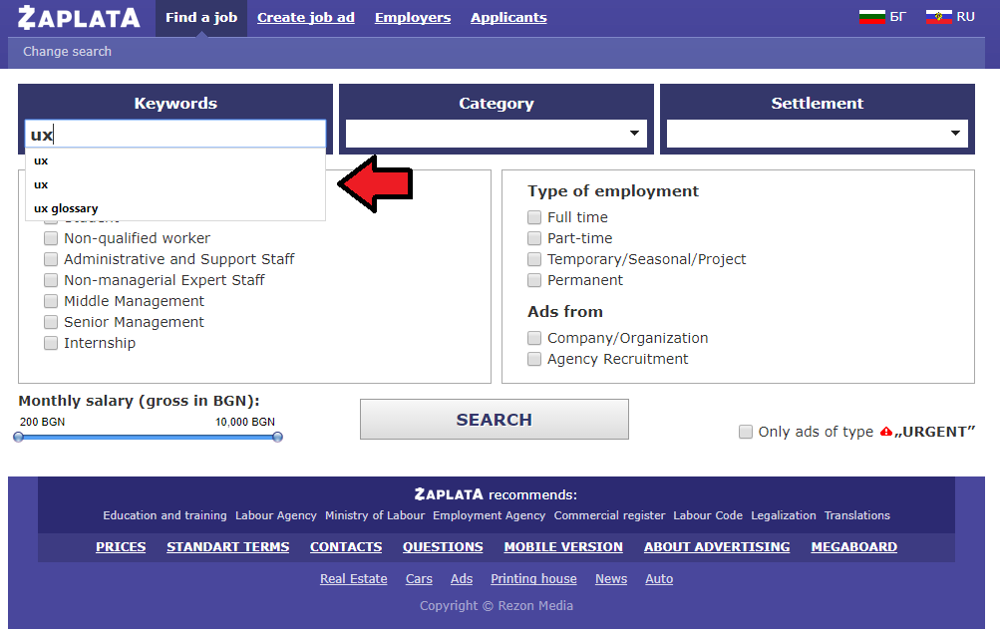 ZAPLATA
Find a job
Create job ad
Employers
Applicants
БГ
RU
Change search
Keywords
Category
Settlement
ux
ux
ux
ux glossary
Non-qualified worker
Administrative and Support Staff
Non-managerial Expert Staff
Middle Management
Senior Management
Internship
Type of employment
Full time
Part-time
Temporary/Seasonal/Project
Permanent
Ads from
Company/Organization
Agency Recruitment
Monthly salary (gross in BGN):
200 BGN
10,000 BGN
SEARCH
Only ads of type „URGENT”
ZAPLATA recommends:
Education and training Labour Agency Ministry of Labour Employment Agency Commercial register Labour Code Legalization Translations
PRICES STANDART TERMS CONTACTS QUESTIONS MOBILE VERSION ABOUT ADVERTISING MEGABOARD
Real Estate Cars Ads Printing house News Auto
Copyright © Rezon Media